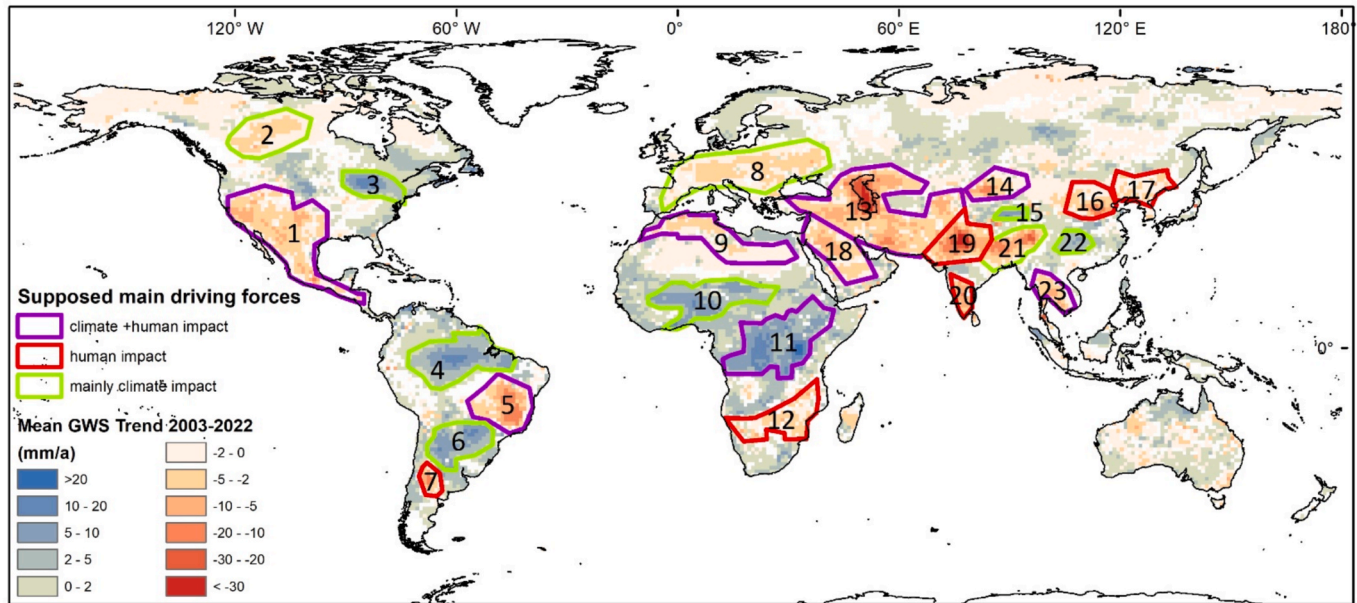 120° W 60° W 0° 60° E 120° E 180°
2
3
8
14
17
16
1
13
15
9
18
19
21
22
Supposed main driving forces
climate +human impact
human impact
mainly climate impact
10
20
23
11
0°
4
5
12
6
7
Mean GWS Trend 2003-2022
(mm/a)
>20
10 - 20
5 - 10
2 - 5
0 - 2
-2 - 0
-5 - -2
-10 - -5
-20 - -10
-30 - -20
< -30